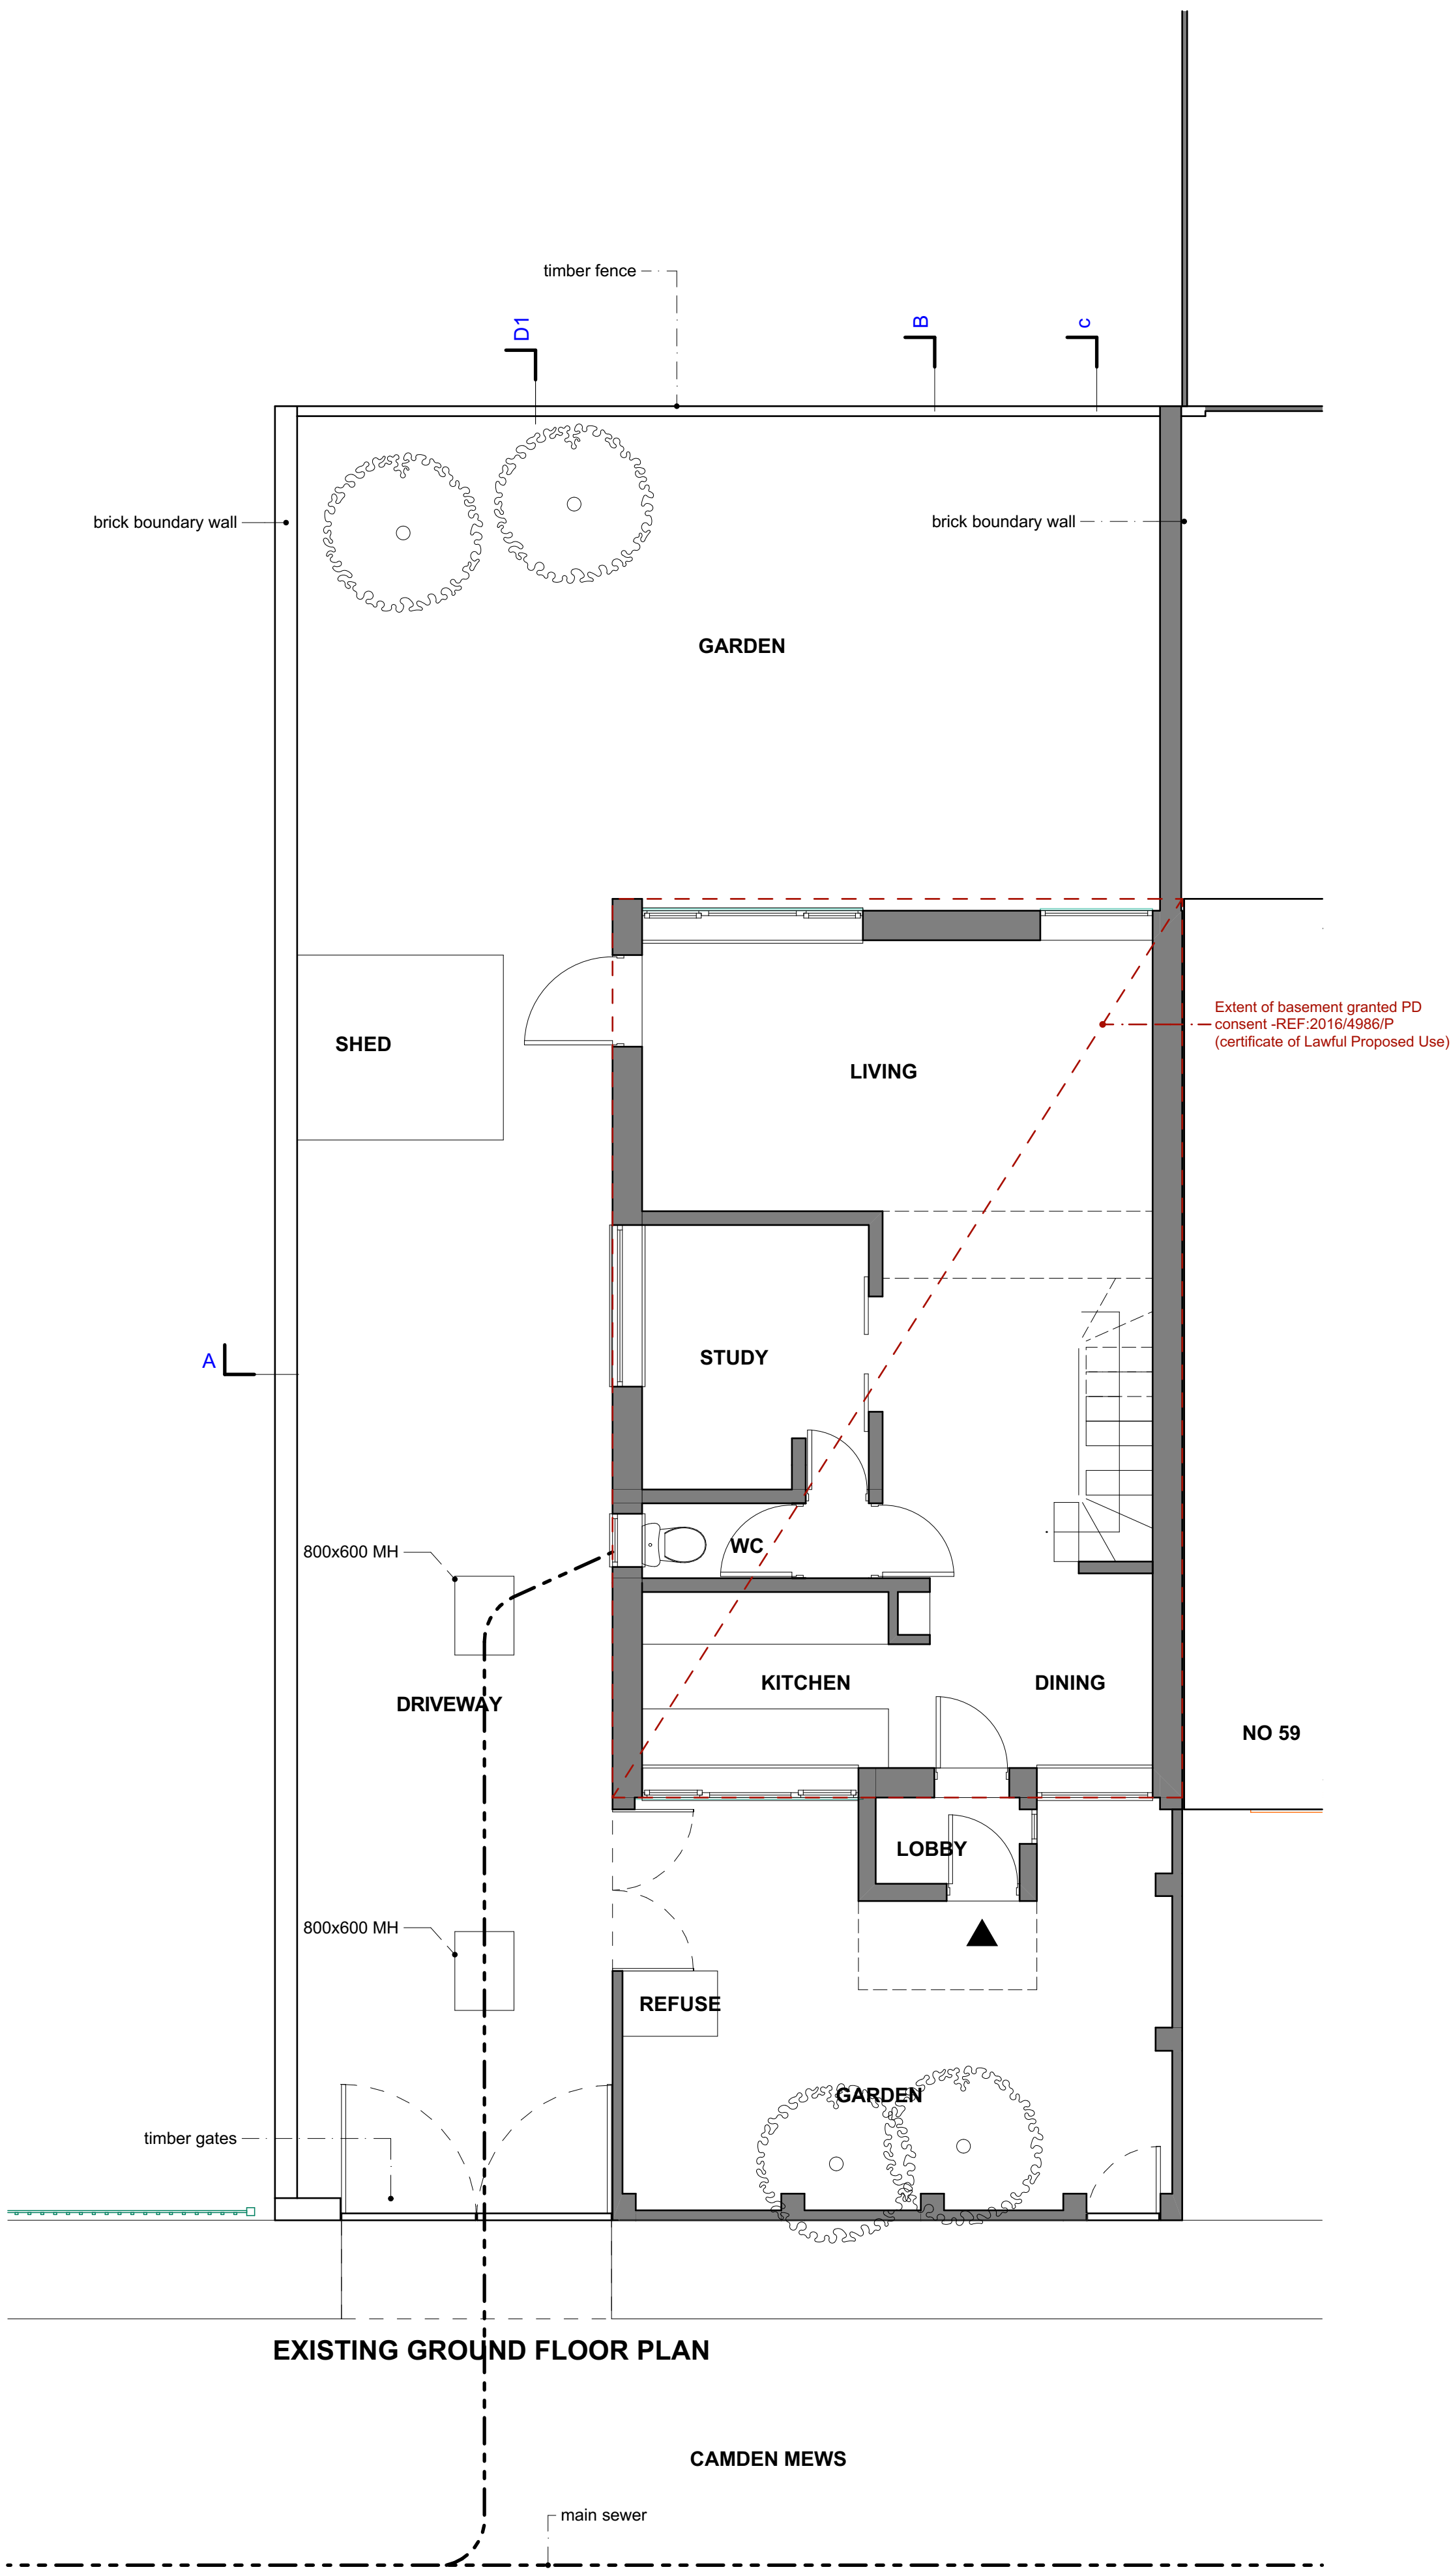 timber fence
D1
B
c
brick boundary wall
brick boundary wall
GARDEN
Extent of basement granted PD
consent -REF:2016/4986/P
(certificate of Lawful Proposed Use)
SHED
LIVING
A
STUDY
800x600 MH
WC
KITCHEN
DINING
DRIVEWAY
NO 59
LOBBY
800x600 MH
REFUSE
GARDEN
timber gates
EXISTING GROUND FLOOR PLAN
CAMDEN MEWS
main sewer